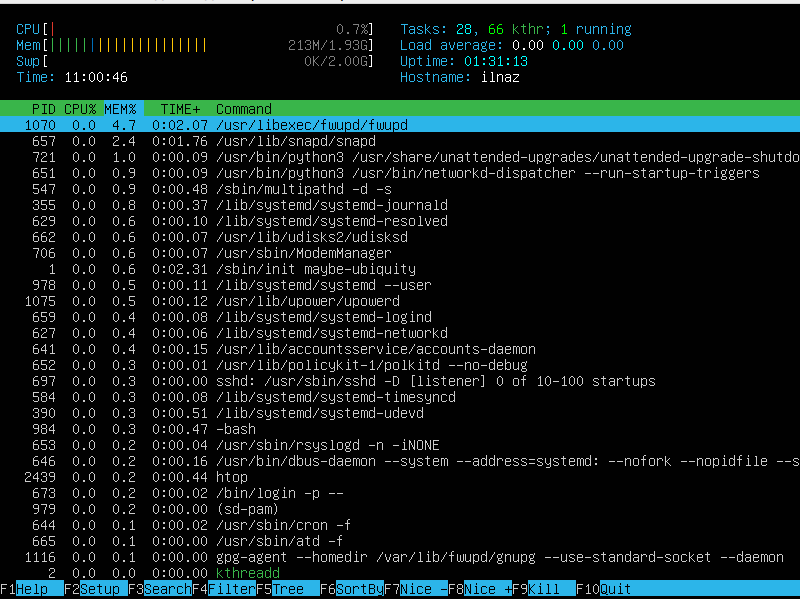 CPU[| 0.7%] Tasks: 28, 66 kthr; 1 running
Mem[|||||||||||||||||||| 213M/1.93G] Load average: 0.00 0.00 0.00
Swp[ 0K/2.00G] Uptime: 01:31:13
Time: 11:00:46 Hostname: ilnaz
PID CPU% MEM% TIME+ Command
1070 0.0 4.7 0:02.07 /usr/libexec/fwupd/fwupd
657 0.0 2.4 0:01.76 /usr/lib/snapd/snapd
721 0.0 1.0 0:00.09 /usr/bin/python3 /usr/share/unattended-upgrades/unattended-upgrade-shutdo
651 0.0 0.9 0:00.09 /usr/bin/python3 /usr/bin/networkd-dispatcher --run-startup-triggers
547 0.0 0.9 0:00.48 /sbin/multipathd -d -s
355 0.0 0.8 0:00.37 /lib/systemd/systemd-journald
629 0.0 0.6 0:00.10 /lib/systemd/systemd-resolved
662 0.0 0.6 0:00.07 /usr/lib/udisks2/udisksd
706 0.0 0.6 0:00.07 /usr/sbin/ModemManager
1 0.0 0.6 0:02.31 /sbin/init maybe-ubiquity
978 0.0 0.5 0:00.11 /lib/systemd/systemd --user
1075 0.0 0.5 0:00.12 /usr/lib/upower/upowerd
659 0.0 0.4 0:00.08 /lib/systemd/systemd-logind
627 0.0 0.4 0:00.06 /lib/systemd/systemd-networkd
641 0.0 0.4 0:00.15 /usr/lib/accountsservice/accounts-daemon
652 0.0 0.3 0:00.01 /usr/lib/policykit-1/polkitd --no-debug
697 0.0 0.3 0:00.00 sshd: /usr/sbin/sshd -D [listener] 0 of 10-100 startups
584 0.0 0.3 0:00.08 /lib/systemd/systemd-timesyncd
390 0.0 0.3 0:00.51 /lib/systemd/systemd-udevd
984 0.0 0.3 0:00.47 -bash
653 0.0 0.2 0:00.04 /usr/sbin/rsyslogd -n -iNONE
646 0.0 0.2 0:00.16 /usr/bin/dbus-daemon --system --address=systemd: --nofork --nopidfile --s
2439 0.0 0.2 0:00.44 htop
673 0.0 0.2 0:00.02 /bin/login -p --
979 0.0 0.2 0:00.00 (sd-pam)
644 0.0 0.1 0:00.02 /usr/sbin/cron -f
665 0.0 0.1 0:00.00 /usr/sbin/atd -f
1116 0.0 0.1 0:00.00 gpg-agent --homedir /var/lib/fwupd/gnupg --use-standard-socket --daemon
2 0.0 0.0 0:00.00 kthreadd
F1Help F2Setup F3SearchF4FilterF5Tree F6SortByF7Nice -F8Nice +F9Kill F10Quit